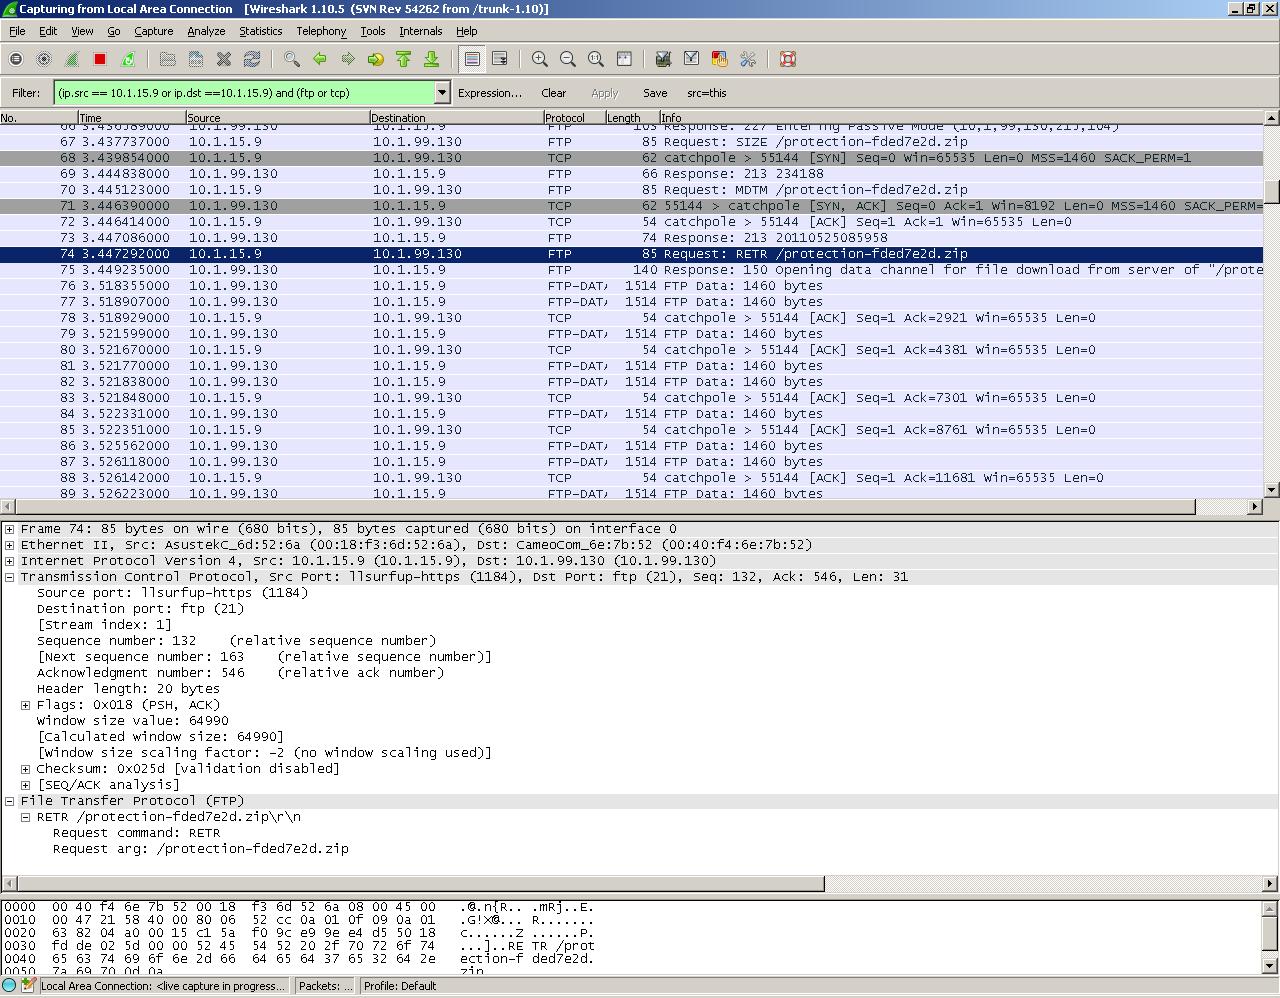 Capturing from Local Area Connection [Wireshark 1.10.5 (SVN Rev 54262 from /trunk-1.10)]
File Edit View Go Capture Analyze Statistics Telephony Tools Internals Help
Filter: (ip.src == 10.1.15.9 or ip.dst ==10.1.15.9) and (ftp or tcp) Expression... Clear Apply Save src=this
No. Time Source Destination Protocol Length Info
66 3.436589000 10.1.99.130 10.1.15.9 FTP 103 Response: 227 Entering Passive Mode (10,1,99,130,215,104)
67 3.437737000 10.1.15.9 10.1.99.130 FTP 85 Request: SIZE /protection-fded7e2d.zip
68 3.439854000 10.1.15.9 10.1.99.130 TCP 62 catchpole > 55144 [SYN] Seq=0 Win=65535 Len=0 MSS=1460 SACK_PERM=1
69 3.444838000 10.1.99.130 10.1.15.9 FTP 66 Response: 213 234188
70 3.445123000 10.1.15.9 10.1.99.130 FTP 85 Request: MDTM /protection-fded7e2d.zip
71 3.446390000 10.1.99.130 10.1.15.9 TCP 62 55144 > catchpole [SYN, ACK] Seq=0 Ack=1 Win=8192 Len=0 MSS=1460 SACK_PERM=
72 3.446414000 10.1.15.9 10.1.99.130 TCP 54 catchpole > 55144 [ACK] Seq=1 Ack=1 Win=65535 Len=0
73 3.447086000 10.1.99.130 10.1.15.9 FTP 74 Response: 213 20110525085958
74 3.447292000 10.1.15.9 10.1.99.130 FTP 85 Request: RETR /protection-fded7e2d.zip
75 3.449235000 10.1.99.130 10.1.15.9 FTP 140 Response: 150 Opening data channel for file download from server of "/prote
76 3.518355000 10.1.99.130 10.1.15.9 FTP-DAT 1514 FTP Data: 1460 bytes
77 3.518907000 10.1.99.130 10.1.15.9 FTP-DAT 1514 FTP Data: 1460 bytes
78 3.518929000 10.1.15.9 10.1.99.130 TCP 54 catchpole > 55144 [ACK] Seq=1 Ack=2921 Win=65535 Len=0
79 3.521599000 10.1.99.130 10.1.15.9 FTP-DAT 1514 FTP Data: 1460 bytes
80 3.521670000 10.1.15.9 10.1.99.130 TCP 54 catchpole > 55144 [ACK] Seq=1 Ack=4381 Win=65535 Len=0
81 3.521770000 10.1.99.130 10.1.15.9 FTP-DAT 1514 FTP Data: 1460 bytes
82 3.521838000 10.1.99.130 10.1.15.9 FTP-DAT 1514 FTP Data: 1460 bytes
83 3.521848000 10.1.15.9 10.1.99.130 TCP 54 catchpole > 55144 [ACK] Seq=1 Ack=7301 Win=65535 Len=0
84 3.522331000 10.1.99.130 10.1.15.9 FTP-DAT 1514 FTP Data: 1460 bytes
85 3.522351000 10.1.15.9 10.1.99.130 TCP 54 catchpole > 55144 [ACK] Seq=1 Ack=8761 Win=65535 Len=0
86 3.525562000 10.1.99.130 10.1.15.9 FTP-DAT 1514 FTP Data: 1460 bytes
87 3.526118000 10.1.99.130 10.1.15.9 FTP-DAT 1514 FTP Data: 1460 bytes
88 3.526142000 10.1.15.9 10.1.99.130 TCP 54 catchpole > 55144 [ACK] Seq=1 Ack=11681 Win=65535 Len=0
89 3.526223000 10.1.99.130 10.1.15.9 FTP-DAT 1514 FTP Data: 1460 bytes
Frame 74: 85 bytes on wire (680 bits), 85 bytes captured (680 bits) on interface 0
Ethernet II, Src: AsustekC_6d:52:6a (00:18:f3:6d:52:6a), Dst: CameoCom_6e:7b:52 (00:40:f4:6e:7b:52)
Internet Protocol Version 4, Src: 10.1.15.9 (10.1.15.9), Dst: 10.1.99.130 (10.1.99.130)
Transmission Control Protocol, Src Port: llsurfup-https (1184), Dst Port: ftp (21), Seq: 132, Ack: 546, Len: 31
Source port: llsurfup-https (1184)
Destination port: ftp (21)
[Stream index: 1]
Sequence number: 132 (relative sequence number)
[Next sequence number: 163 (relative sequence number)]
Acknowledgment number: 546 (relative ack number)
Header length: 20 bytes
Flags: 0x018 (PSH, ACK)
Window size value: 64990
[Calculated window size: 64990]
[Window size scaling factor: -2 (no window scaling used)]
Checksum: 0x025d [validation disabled]
[SEQ/ACK analysis]
File Transfer Protocol (FTP)
RETR /protection-fded7e2d.zip\r\n
Request command: RETR
Request arg: /protection-fded7e2d.zip
0000 00 40 f4 6e 7b 52 00 18 f3 6d 52 6a 08 00 45 00 .@.n{R.. .mRj..E.
0010 00 47 21 58 40 00 80 06 52 cc 0a 01 0f 09 0a 01 .G!X@... R.......
0020 63 82 04 a0 00 15 c1 5a f0 9c e9 9e e4 d5 50 18 c......Z ......P.
0030 fd de 02 5d 00 00 52 45 54 52 20 2f 70 72 6f 74 ...]..RE TR /prot
0040 65 63 74 69 6f 6e 2d 66 64 65 64 37 65 32 64 2e ection-f ded7e2d.
0050 7a 69 70 0d 0a zip..
Local Area Connection: <live capture in progress... Packets: ... Profile: Default